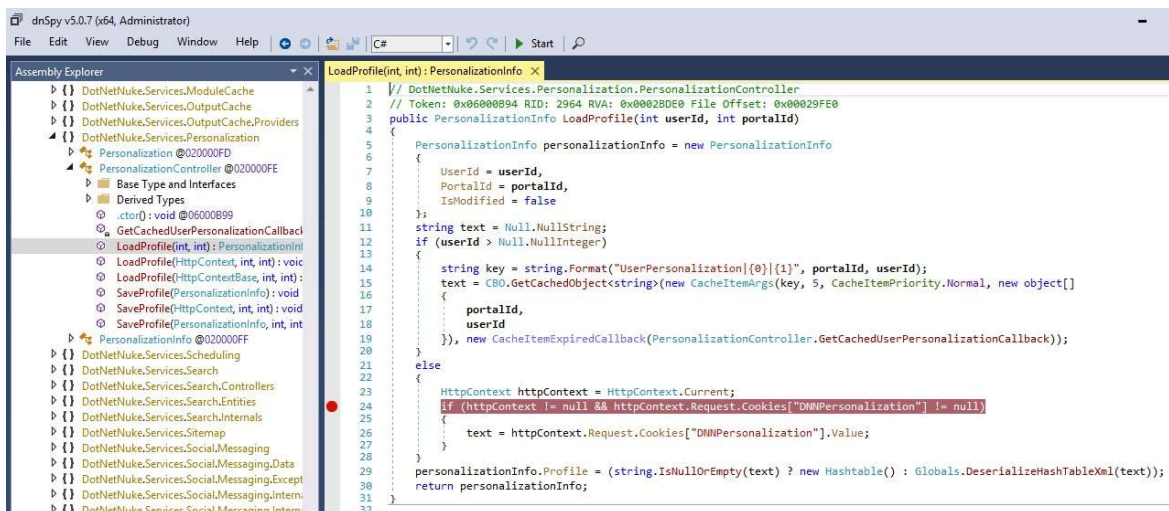 dnSpy v5.0.7 (x64, Administrator)
File Edit View Debug Window Help C# Start
Assembly Explorer
{ } DotNetNuke.Services.ModuleCache
{ } DotNetNuke.Services.OutputCache
{ } DotNetNuke.Services.OutputCache.Providers
{ } DotNetNuke.Services.Personalization
Personalization @020000FD
PersonalizationController @020000FE
Base Type and Interfaces
Derived Types
.ctor() : void @06000B99
GetCachedUserPersonalizationCallback
LoadProfile(int, int) : PersonalizationInf
LoadProfile(HttpContext, int, int) : voic
LoadProfile(HttpContextBase, int, int) :
SaveProfile(PersonalizationInfo) : void
SaveProfile(HttpContext, int, int) : void
SaveProfile(PersonalizationInfo, int, int
PersonalizationInfo @020000FF
{ } DotNetNuke.Services.Scheduling
{ } DotNetNuke.Services.Search
{ } DotNetNuke.Services.Search.Controllers
{ } DotNetNuke.Services.Search.Entities
{ } DotNetNuke.Services.Search.Internals
{ } DotNetNuke.Services.Sitemap
{ } DotNetNuke.Services.Social.Messaging
{ } DotNetNuke.Services.Social.Messaging.Data
{ } DotNetNuke.Services.Social.Messaging.Except
{ } DotNetNuke.Services.Social.Messaging.Intern
LoadProfile(int, int) : PersonalizationInfo
1 // DotNetNuke.Services.Personalization.PersonalizationController
2 // Token: 0x06000B94 RID: 2964 RVA: 0x0002BDE0 File Offset: 0x00029FE0
3 public PersonalizationInfo LoadProfile(int userId, int portalId)
4 {
5 PersonalizationInfo personalizationInfo = new PersonalizationInfo
6 {
7 UserId = userId,
8 PortalId = portalId,
9 IsModified = false
10 };
11 string text = Null.NullString;
12 if (userId > Null.NullInteger)
13 {
14 string key = string.Format("UserPersonalization|{0}|{1}", portalId, userId);
15 text = CBO.GetCachedObject<string>(new CacheItemArgs(key, 5, CacheItemPriority.Normal, new object[]
16 {
17 portalId,
18 userId
19 }), new CacheItemExpiredCallback(PersonalizationController.GetCachedUserPersonalizationCallback));
20 }
21 else
22 {
23 HttpContext httpContext = HttpContext.Current;
24 if (httpContext != null && httpContext.Request.Cookies["DNNPersonalization"] != null)
25 {
26 text = httpContext.Request.Cookies["DNNPersonalization"].Value;
27 }
28 }
29 personalizationInfo.Profile = (string.IsNullOrEmpty(text) ? new Hashtable() : Globals.DeserializeHashTableXml(text));
30 return personalizationInfo;
31 }
32